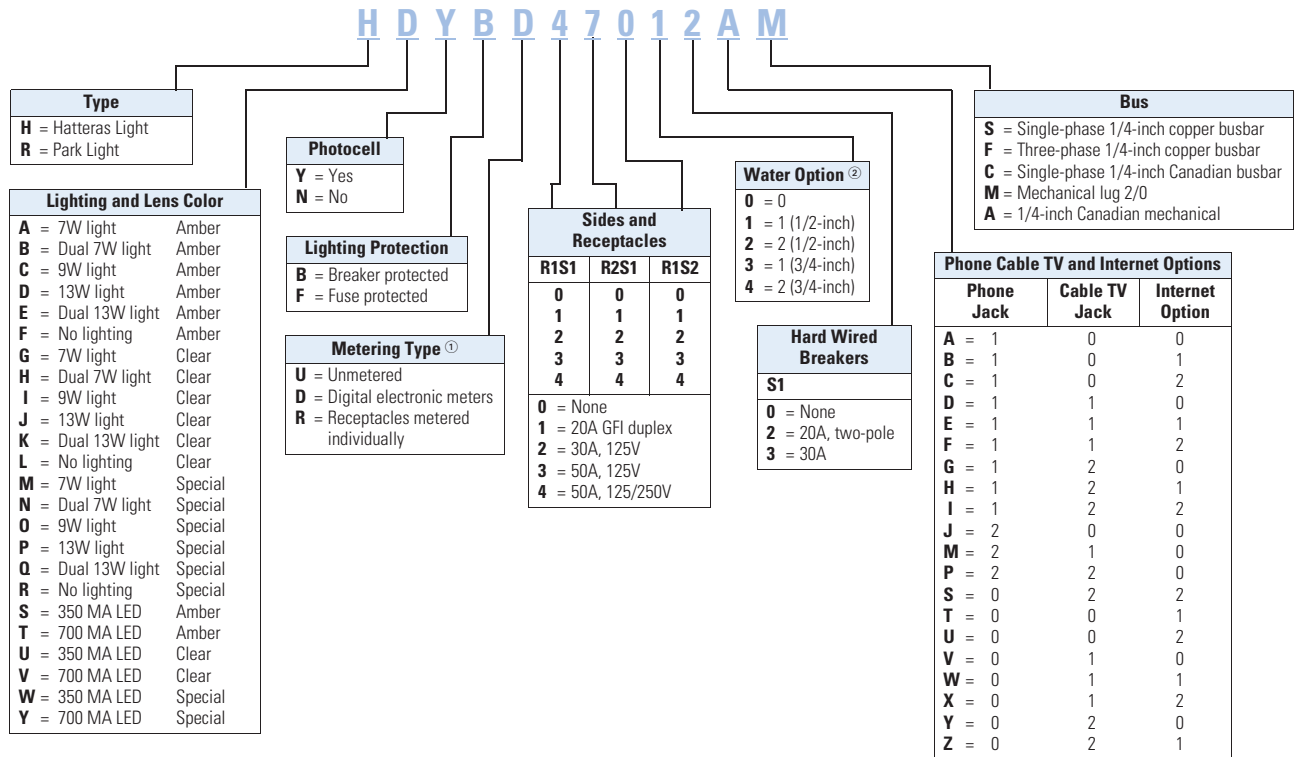 H D Y B D 4 7 0 1 2 A M
Type
H = Hatteras Light
R = Park Light
Lighting and Lens Color
A = 7W light Amber
B = Dual 7W light Amber
C = 9W light Amber
D = 13W light Amber
E = Dual 13W light Amber
F = No lighting Amber
G = 7W light Clear
H = Dual 7W light Clear
I = 9W light Clear
J = 13W light Clear
K = Dual 13W light Clear
L = No lighting Clear
M = 7W light Special
N = Dual 7W light Special
O = 9W light Special
P = 13W light Special
Q = Dual 13W light Special
R = No lighting Special
S = 350 MA LED Amber
T = 700 MA LED Amber
U = 350 MA LED Clear
V = 700 MA LED Clear
W = 350 MA LED Special
Y = 700 MA LED Special
Photocell
Y = Yes
N = No
Lighting Protection
B = Breaker protected
F = Fuse protected
Metering Type ①
U = Unmetered
D = Digital electronic meters
R = Receptacles metered
individually
Sides and
Receptacles
R1S1 R2S1 R1S2
0 0 0
1 1 1
2 2 2
3 3 3
4 4 4
0 = None
1 = 20A GFI duplex
2 = 30A, 125V
3 = 50A, 125V
4 = 50A, 125/250V
Water Option ②
0 = 0
1 = 1 (1/2-inch)
2 = 2 (1/2-inch)
3 = 1 (3/4-inch)
4 = 2 (3/4-inch)
Hard Wired
Breakers
S1
0 = None
2 = 20A, two-pole
3 = 30A
Bus
S = Single-phase 1/4-inch copper busbar
F = Three-phase 1/4-inch copper busbar
C = Single-phase 1/4-inch Canadian busbar
M = Mechanical lug 2/0
A = 1/4-inch Canadian mechanical
Phone Cable TV and Internet Options
Phone Cable TV Internet
Jack Jack Option
A = 1 0 0
B = 1 0 1
C = 1 0 2
D = 1 1 0
E = 1 1 1
F = 1 1 2
G = 1 2 0
H = 1 2 1
I = 1 2 2
J = 2 0 0
M = 2 1 0
P = 2 2 0
S = 0 2 2
T = 0 0 1
U = 0 0 2
V = 0 1 0
W = 0 1 1
X = 0 1 2
Y = 0 2 0
Z = 0 2 1